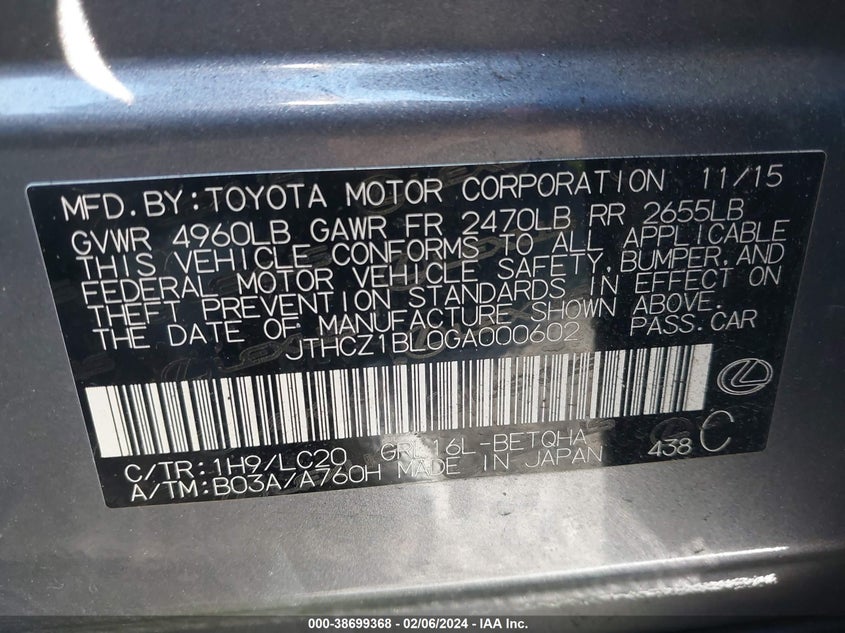 MFD. BY: TOYOTA MOTOR CORPORATION 11/15
GVWR 4960LB GAWR FR 2470LB RR 2655LB
THIS VEHICLE CONFORMS TO ALL APPLICABLE
FEDERAL MOTOR VEHICLE SAFETY, BUMPER, AND
THEFT PREVENTION STANDARDS IN EFFECT ON
THE DATE OF MANUFACTURE SHOWN ABOVE.
JTHCZ1BL0GA000602 PASS. CAR
C/TR: 1H9/LC20 L-BETQHA
A/TM: B03A/A760H MADE IN JAPAN 438 C
000-38699368 - 02/06/2024 - IAA Inc.